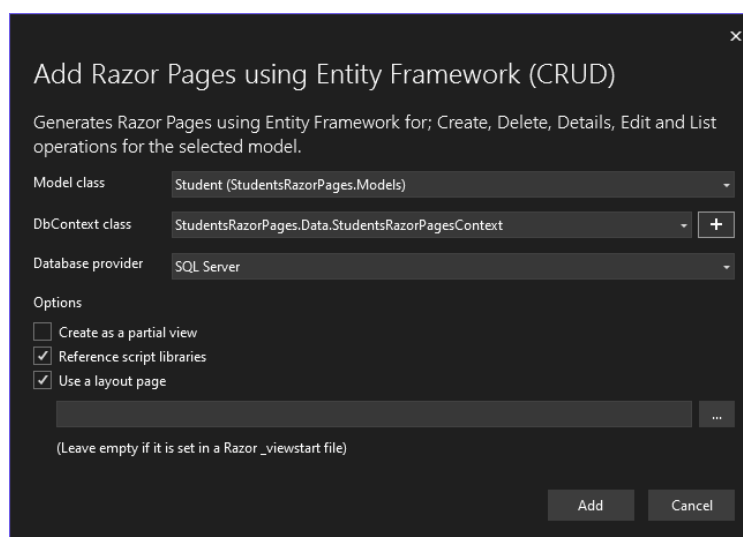 Add Razor Pages using Entity Framework (CRUD)
Generates Razor Pages using Entity Framework for; Create, Delete, Details, Edit and List
operations for the selected model.
Model class
Student (StudentsRazorPages.Models)
DbContext class
StudentsRazorPages.Data.StudentsRazorPagesContext
Database provider
SQL Server
Options
Create as a partial view
Reference script libraries
Use a layout page
...
(Leave empty if it is set in a Razor _viewstart file)
Add
Cancel